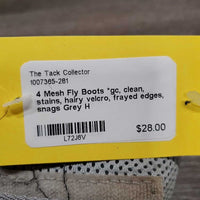 The Tack Collector
1007365-281
4 Mesh Fly Boots *gc, clean,
stains, hairy velcro, frayed edges,
snags Grey H
$28.00
L72J6V